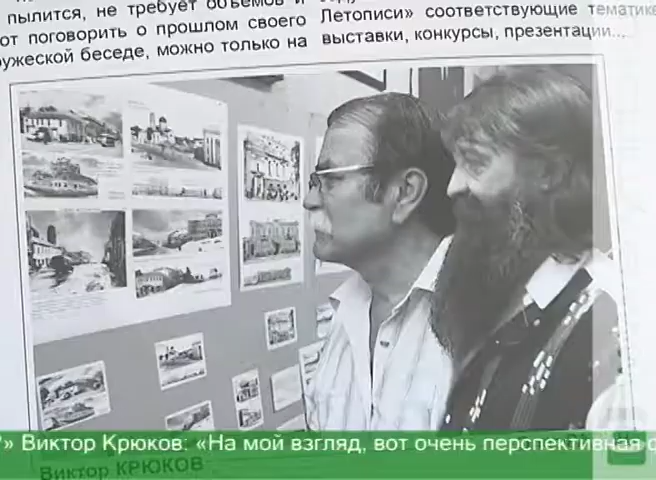 пылится, не требует объемов и
от поговорить о прошлом своего
ружеской беседе, можно только на
Летописи» соответствующие тематике
выставки, конкурсы, презентации...
?» Виктор Крюков: «На мой взгляд, вот очень перспективная с
Виктор КРЮКОВ